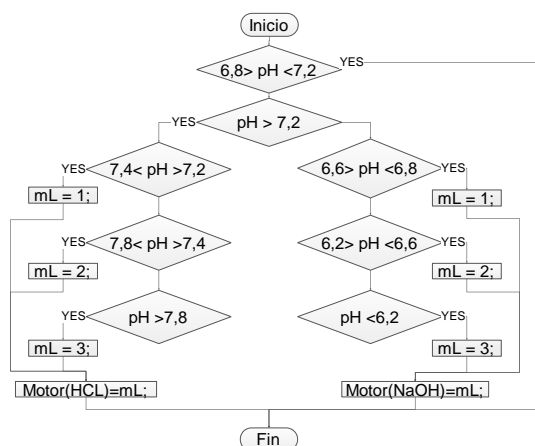 Inicio
6,8> pH <7,2
YES
YES
pH > 7,2
YES
7,4< pH >7,2
6,6> pH <6,8
YES
mL = 1;
mL = 1;
YES
7,8< pH >7,4
6,2> pH <6,6
YES
mL = 2;
mL = 2;
YES
pH >7,8
pH <6,2
YES
mL = 3;
mL = 3;
Motor(HCL)=mL;
Motor(NaOH)=mL;
Fin